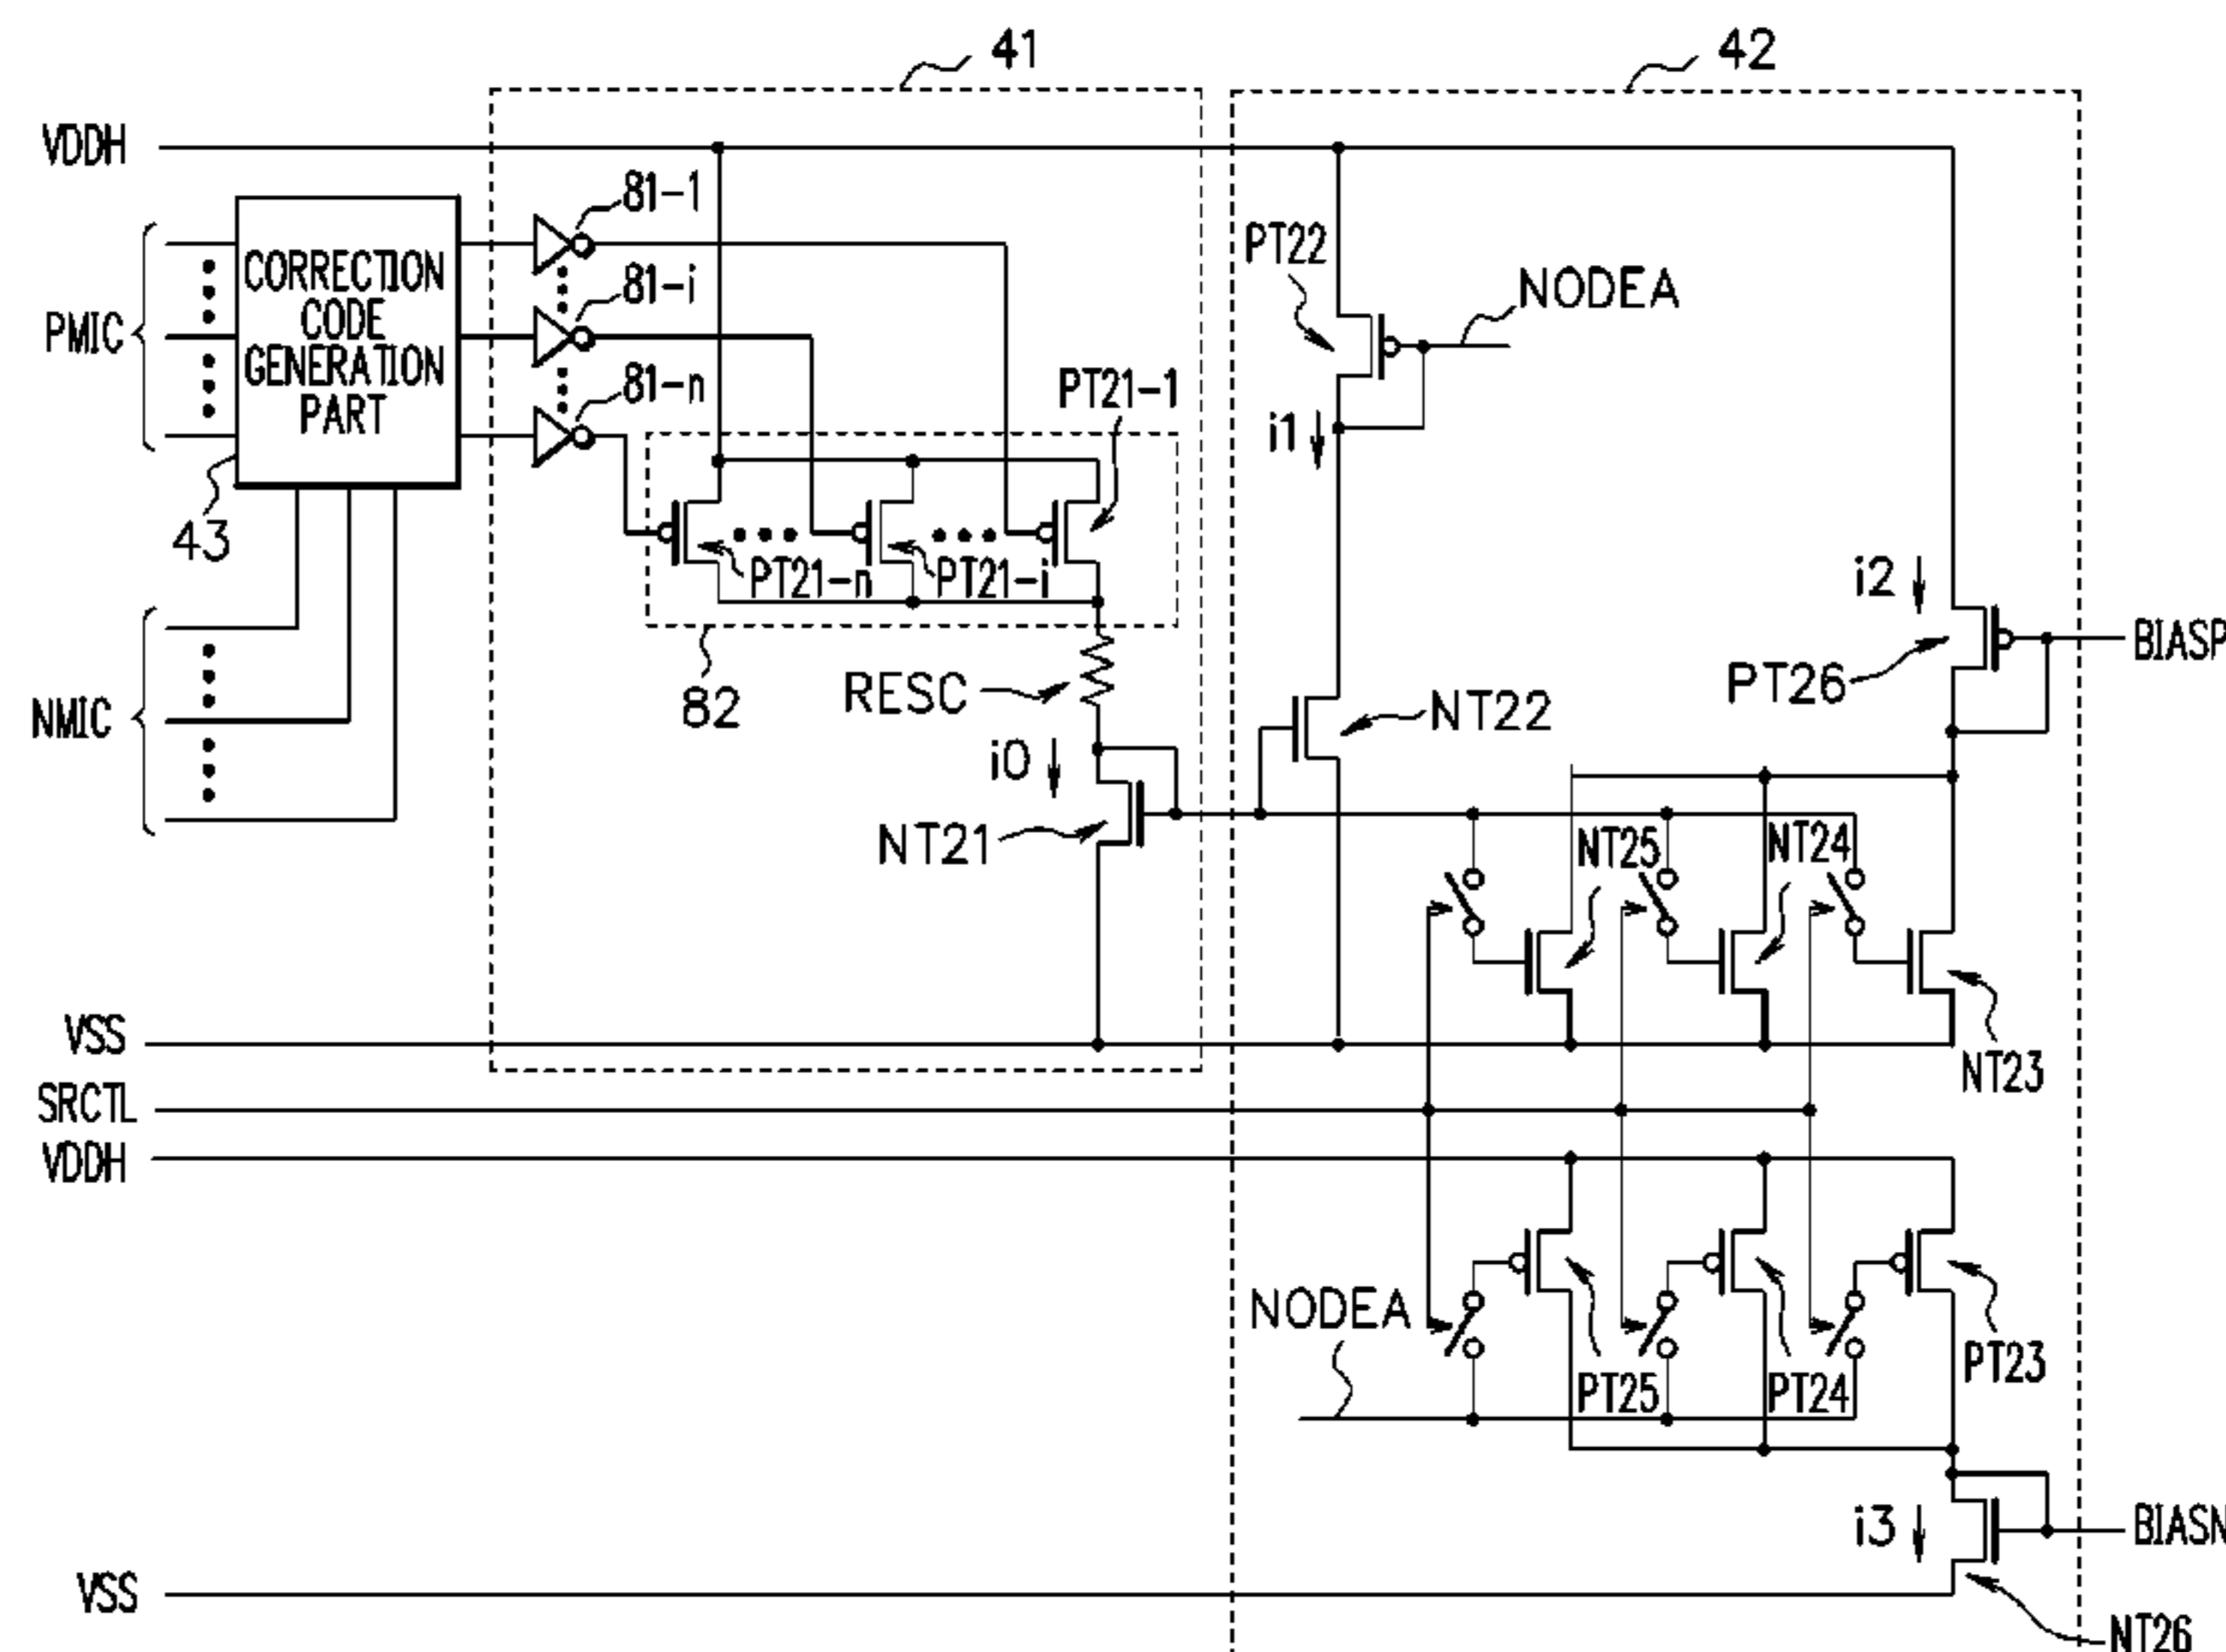 41
42
VDDH
81-1
81-i
81-n
PMIC
CORRECTION
CODE
GENERATION
PART
43
PT22
NODEA
i1
PT21-1
PT21-n
PT21-i
82
RESC
i0
NT21
NMIC
NT22
i2
PT26
BIASP
NT25
NT24
NT23
VSS
SRCTL
VDDH
NODEA
PT25
PT24
PT23
i3
BIASN
VSS
NT26